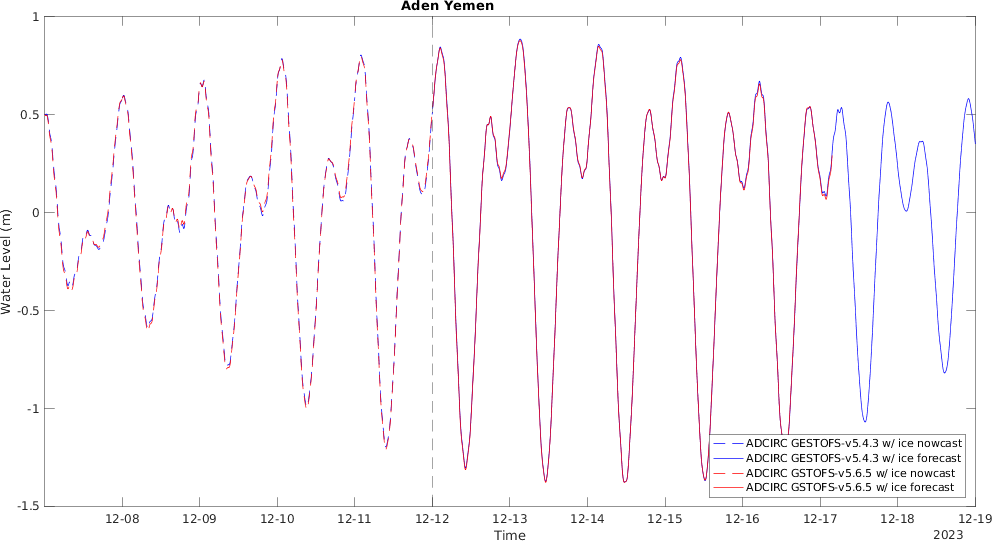 Aden Yemen
1
0.5
0
-0.5
-1
-1.5
Water Level (m)
ADCIRC GESTOFS-v5.4.3 w/ ice nowcast
ADCIRC GESTOFS-v5.4.3 w/ ice forecast
ADCIRC GSTOFS-v5.6.5 w/ ice nowcast
ADCIRC GSTOFS-v5.6.5 w/ ice forecast
12-08 12-09 12-10 12-11 12-12 12-13 12-14 12-15 12-16 12-17 12-18 12-19
Time
2023